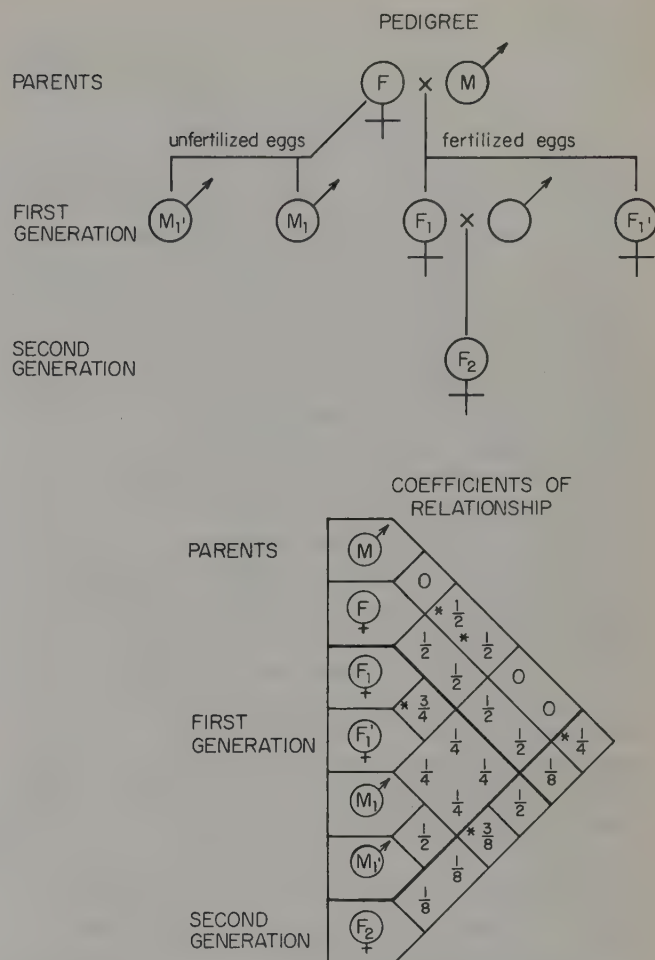 PEDIGREE
PARENTS
F × M
unfertilized eggs fertilized eggs
FIRST
GENERATION
M₁' M₁ F₁ × F₁'
SECOND
GENERATION
F₂
COEFFICIENTS OF
RELATIONSHIP
PARENTS
M
0
F
* 1/2
1/2 * 1/2
F₁
1/2 0
FIRST
GENERATION
F₁'
* 3/4 1/2 0
1/4 1/2 * 1/4
M₁
1/4 1/4 1/8
1/4 1/2
M₁'
1/2 * 3/8
1/8
SECOND
GENERATION
F₂
1/8